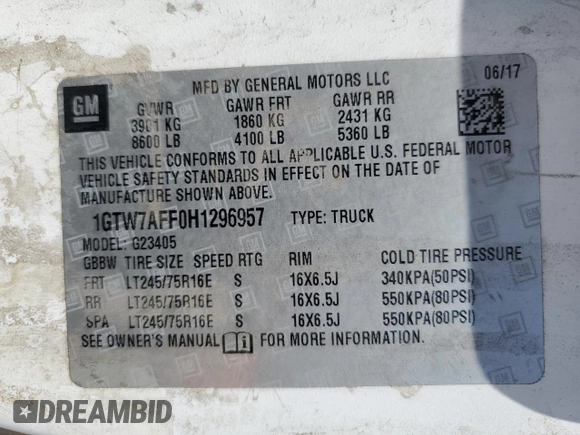 GM
MFD BY GENERAL MOTORS LLC 06/17
GVWR GAWR FRT GAWR RR
3901 KG 1860 KG 2431 KG
8600 LB 4100 LB 5360 LB
THIS VEHICLE CONFORMS TO ALL APPLICABLE U.S. FEDERAL MOTOR
VEHICLE SAFETY STANDARDS IN EFFECT ON THE DATE OF
MANUFACTURE SHOWN ABOVE.
1GTW7AFF0H1296957 TYPE: TRUCK
MODEL: G23405
GBBW TIRE SIZE SPEED RTG RIM COLD TIRE PRESSURE
FRT LT245/75R16E S 16X6.5J 340KPA(50PSI)
RR LT245/75R16E S 16X6.5J 550KPA(80PSI)
SPA LT245/75R16E S 16X6.5J 550KPA(80PSI)
SEE OWNER'S MANUAL FOR MORE INFORMATION.
DREAMBID